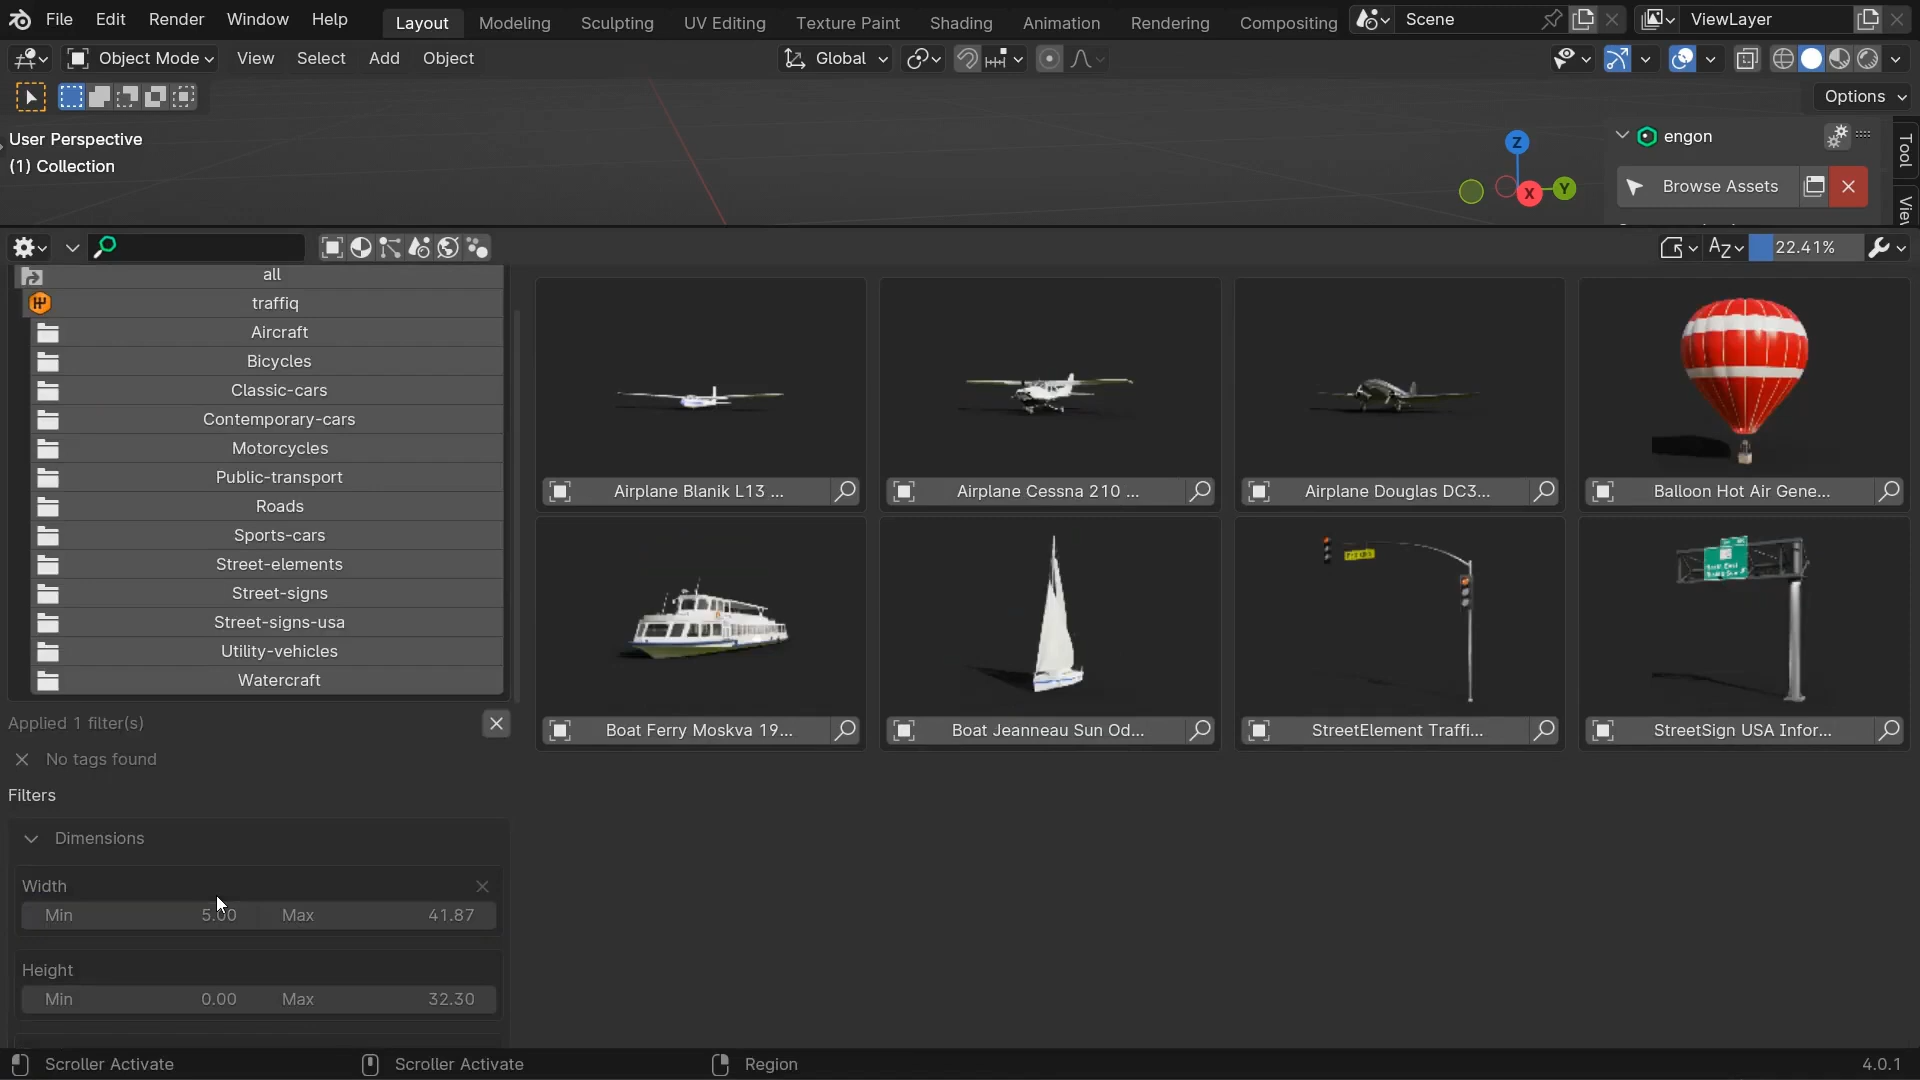 File Edit Render Window Help Layout Modeling Sculpting UV Editing Texture Paint Shading Animation Rendering Compositing Scene ViewLayer
Object Mode View Select Add Object Global
Options
User Perspective
(1) Collection
Z
X
Y
engon
Browse Assets
Tool
22.41%
all
traffiq
Aircraft
Bicycles
Classic-cars
Contemporary-cars
Motorcycles
Public-transport
Roads
Sports-cars
Street-elements
Street-signs
Street-signs-usa
Utility-vehicles
Watercraft
Airplane Blanik L13 ... Airplane Cessna 210 ... Airplane Douglas DC3... Balloon Hot Air Gene...
Boat Ferry Moskva 19... Boat Jeanneau Sun Od... StreetElement Traffi... StreetSign USA Infor...
Applied 1 filter(s)
No tags found
Filters
Dimensions
Width
Min 5.00 Max 41.87
Height
Min 0.00 Max 32.30
Scroller Activate Scroller Activate Region 4.0.1